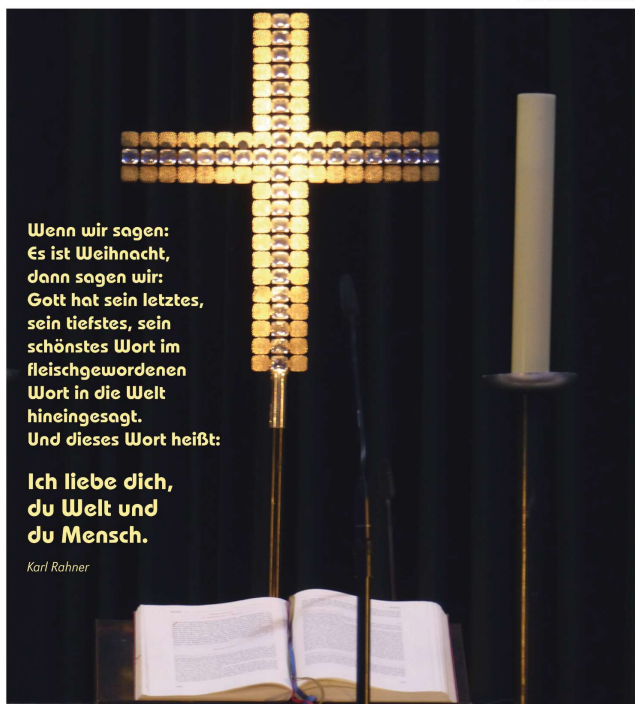 Wenn wir sagen:
Es ist Weihnacht,
dann sagen wir:
Gott hat sein letztes,
sein tiefstes, sein
schönstes Wort im
fleischgewordenen
Wort in die Welt
hineingesagt.
Und dieses Wort heißt:
Ich liebe dich,
du Welt und
du Mensch.
Karl Rahner